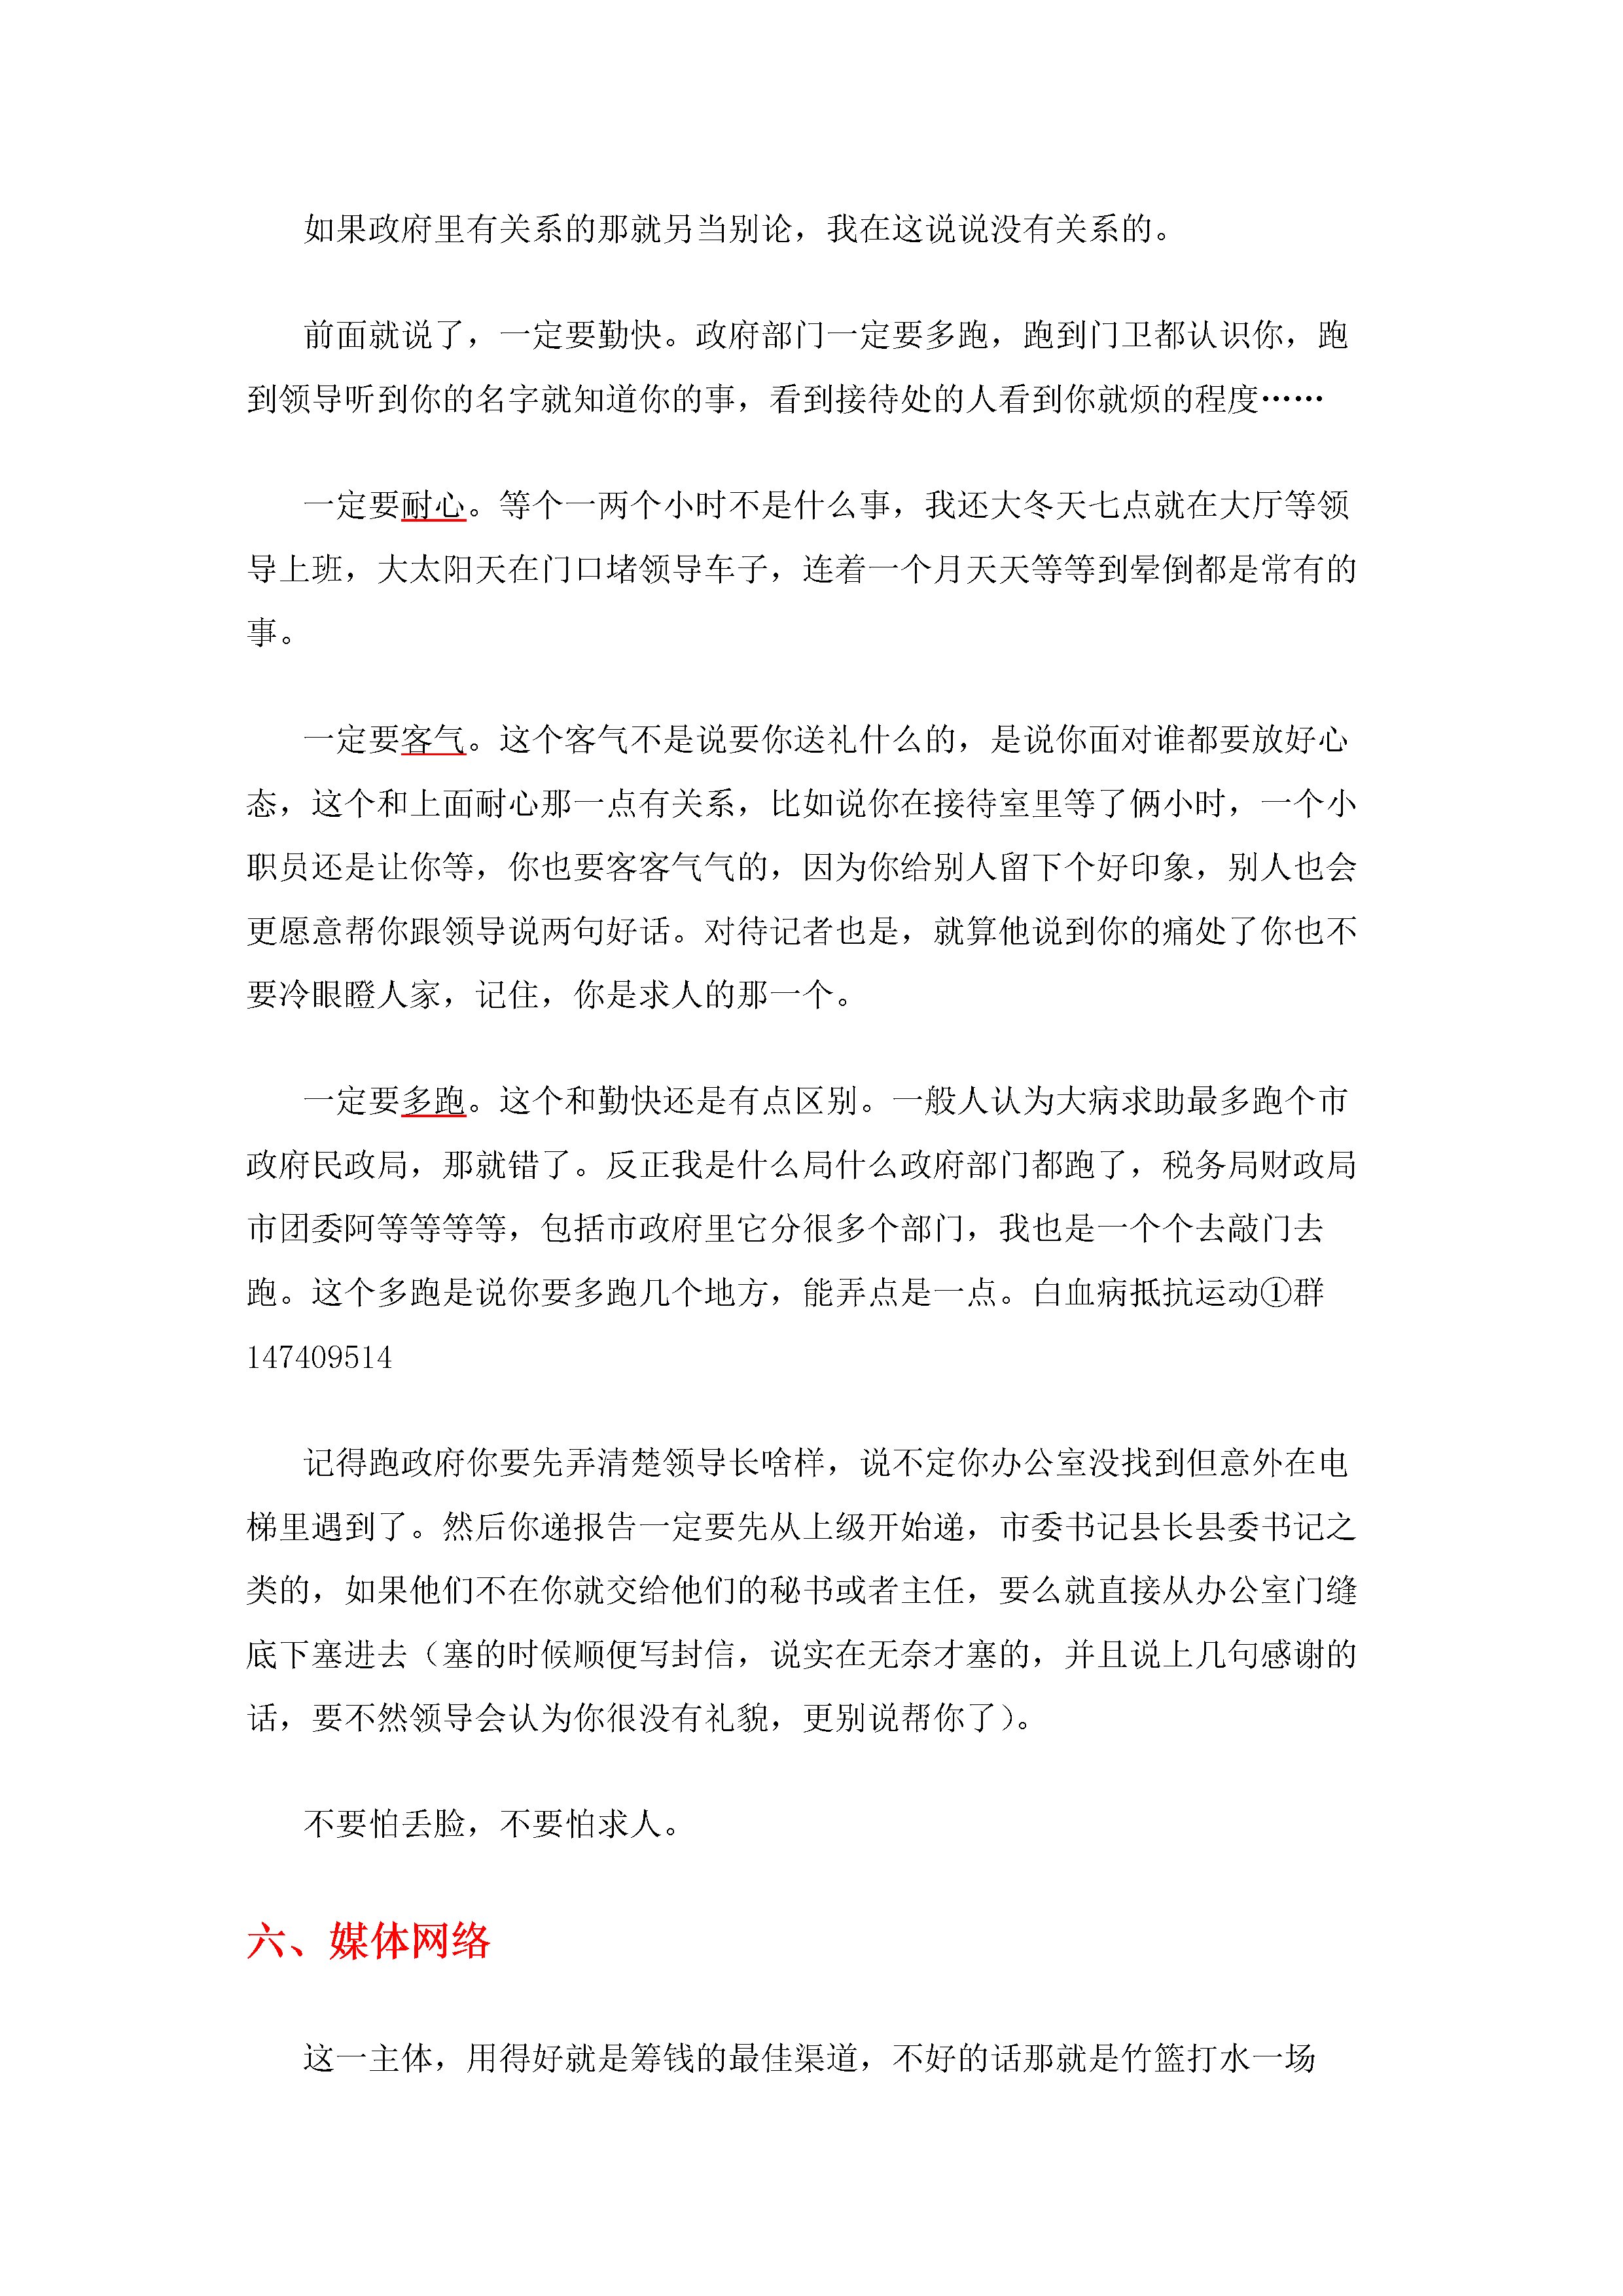 如果政府里有关系的那就另当别论，我在这说说没有关系的。
前面就说了，一定要勤快。政府部门一定要多跑，跑到门卫都认识你，跑
到领导听到你的名字就知道你的事，看到接待处的人看到你就烦的程度……
一定要耐心。等个一两个小时不是什么事，我还大冬天七点就在大厅等领
导上班，大太阳天在门口堵领导车子，连着一个月天天等等到晕倒都是常有的
事。
一定要客气。这个客气不是说要你送礼什么的，是说你面对谁都要放好心
态，这个和上面耐心那一点有关系，比如说你在接待室里等了俩小时，一个小
职员还是让你等，你也要客客气气的，因为你给别人留下个好印象，别人也会
更愿意帮你跟领导说两句好话。对待记者也是，就算他说到你的痛处了你也不
要冷眼瞪人家，记住，你是求人的那一个。
一定要多跑。这个和勤快还是有点区别。一般人认为大病求助最多跑个市
政府民政局，那就错了。反正我是什么局什么政府部门都跑了，税务局财政局
市团委阿等等等等，包括市政府里它分很多个部门，我也是一个个去敲门去
跑。这个多跑是说你要多跑几个地方，能弄点是一点。白血病抵抗运动①群
147409514
记得跑政府你要先弄清楚领导长啥样，说不定你办公室没找到但意外在电
梯里遇到了。然后你递报告一定要先从上级开始递，市委书记县长县委书记之
类的，如果他们不在你就交给他们的秘书或者主任，要么就直接从办公室门缝
底下塞进去（塞的时候顺便写封信，说实在无奈才塞的，并且说上几句感谢的
话，要不然领导会认为你很没有礼貌，更别说帮你了）。
不要怕丢脸，不要怕求人。
六、媒体网络
这一主体，用得好就是筹钱的最佳渠道，不好的话那就是竹篮打水一场